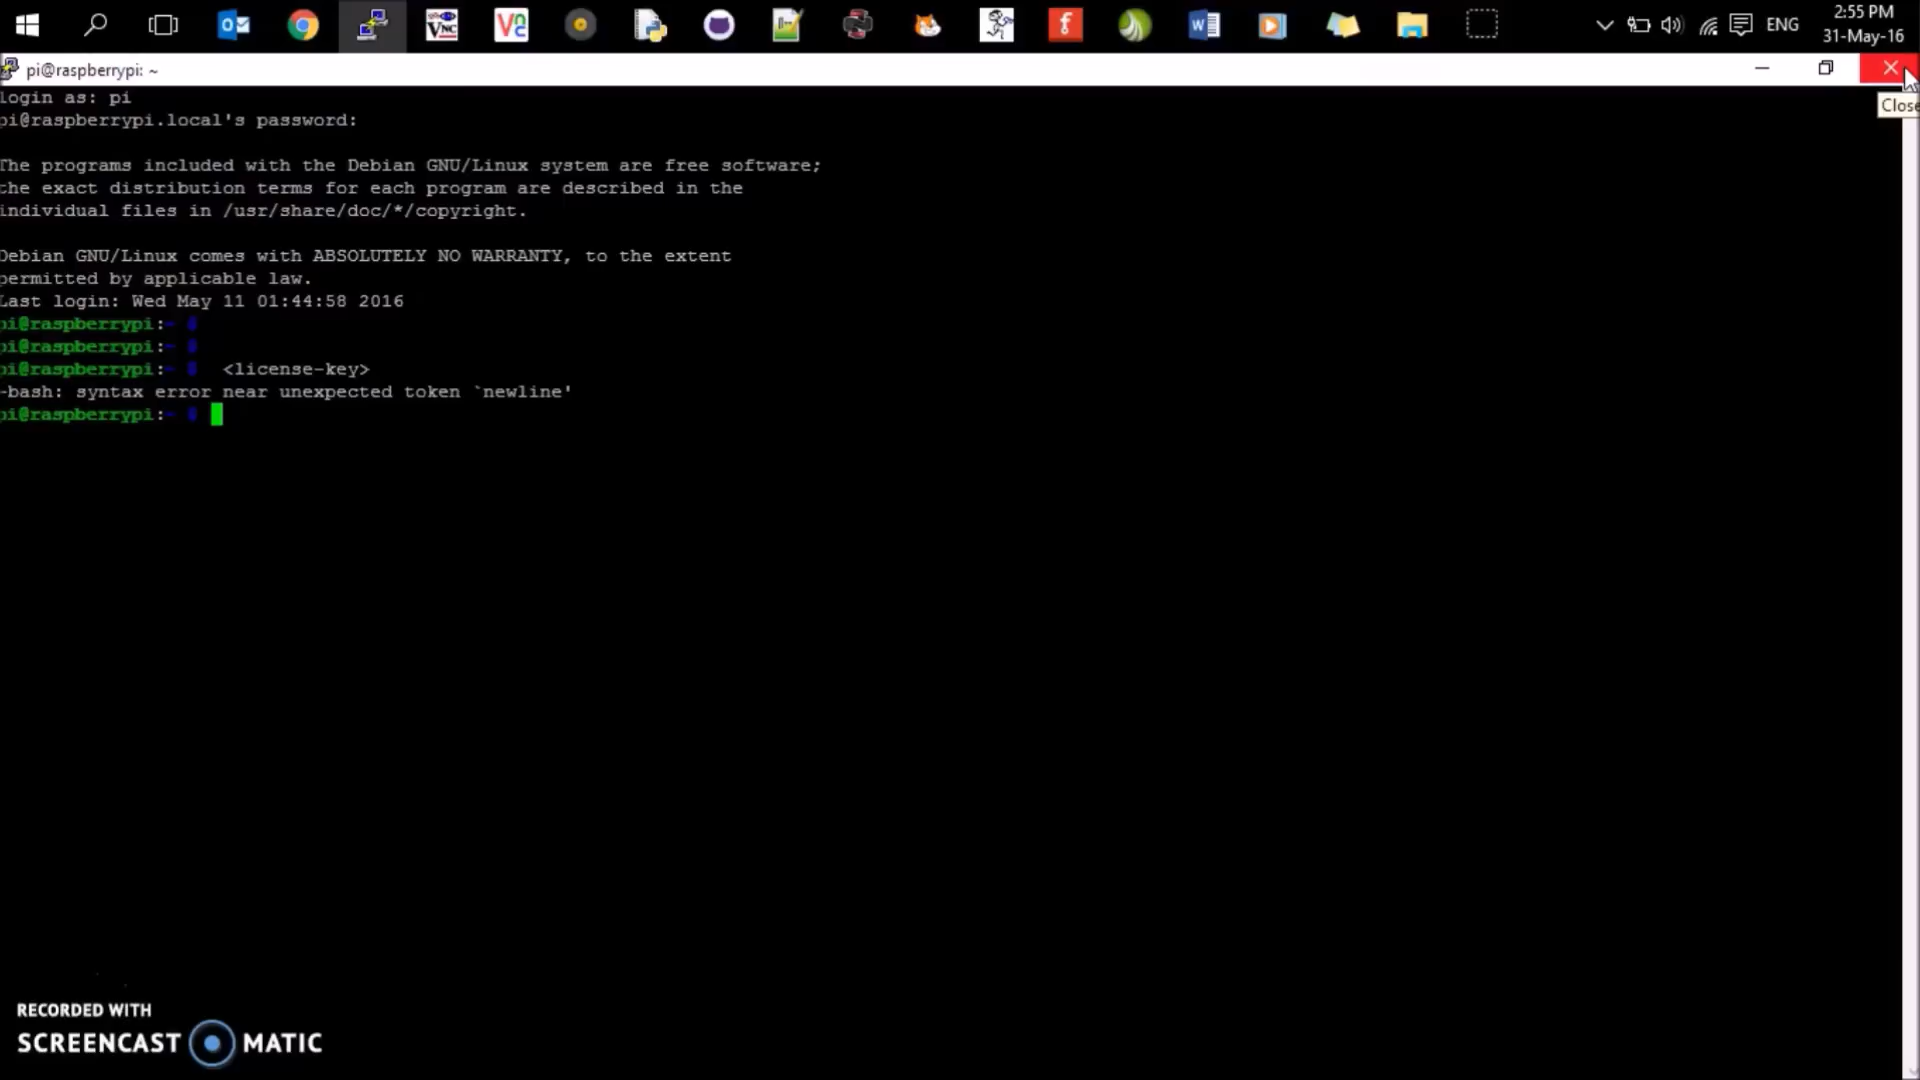 ENG
2:55 PM
31-May-16
pi@raspberrypi: ~
Close
login as: pi
pi@raspberrypi.local's password:
The programs included with the Debian GNU/Linux system are free software;
the exact distribution terms for each program are described in the
individual files in /usr/share/doc/*/copyright.
Debian GNU/Linux comes with ABSOLUTELY NO WARRANTY, to the extent
permitted by applicable law.
Last login: Wed May 11 01:44:58 2016
pi@raspberrypi:~ $
pi@raspberrypi:~ $
pi@raspberrypi:~ $  <license-key>
-bash: syntax error near unexpected token `newline'
pi@raspberrypi:~ $
RECORDED WITH
SCREENCAST MATIC